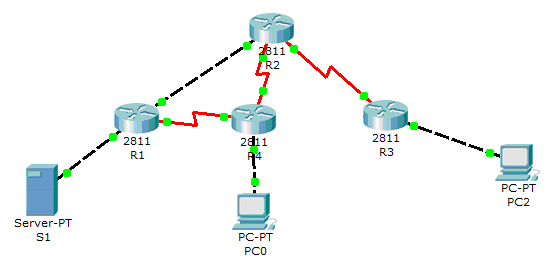 2811
R2
2811
R1
2811
R4
2811
R3
Server-PT
S1
PC-PT
PC0
PC-PT
PC2